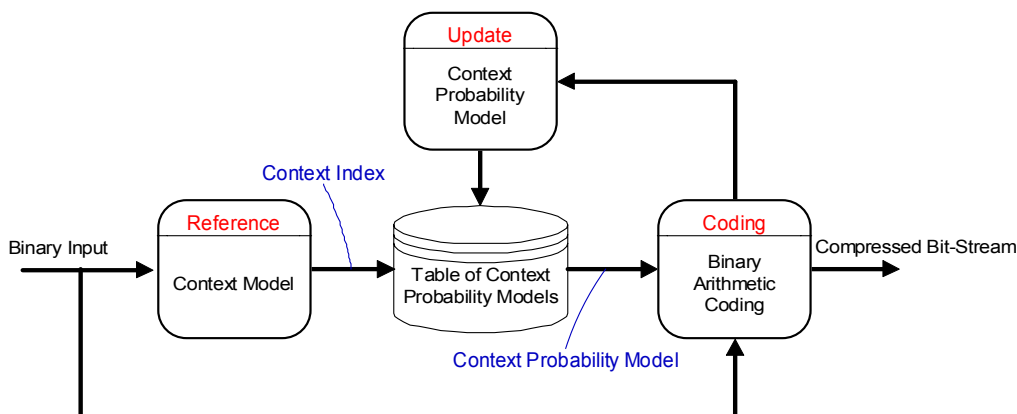 Update
Context
Probability
Model
Context Index
Reference
Coding
Binary Input
Compressed Bit-Stream
Context Model
Table of Context
Probability Models
Binary
Arithmetic
Coding
Context Probability Model